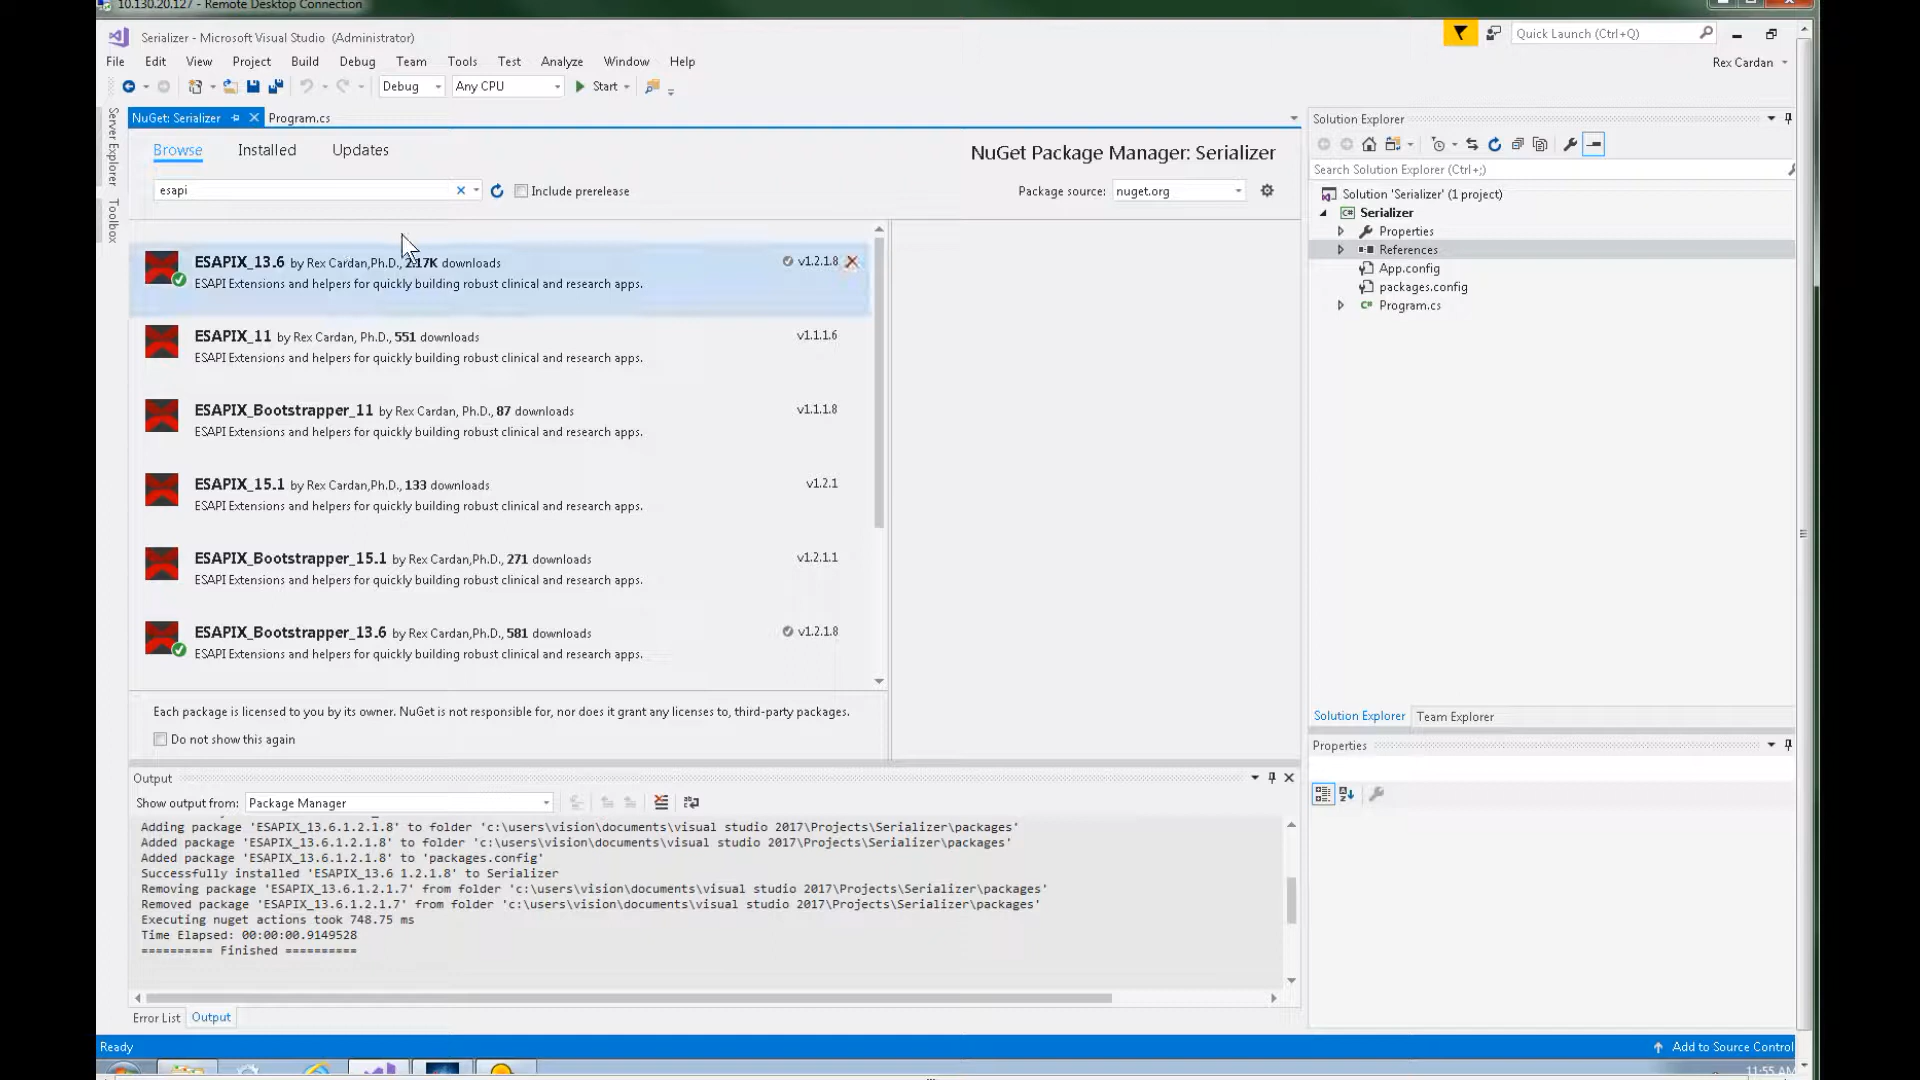 10.130.20.127 - Remote Desktop Connection
Serializer - Microsoft Visual Studio (Administrator)
Quick Launch (Ctrl+Q)
File Edit View Project Build Debug Team Tools Test Analyze Window Help
Rex Cardan
Debug Any CPU Start
Server Explorer
Toolbox
NuGet: Serializer Program.cs
Browse Installed Updates
NuGet Package Manager: Serializer
esapi Include prerelease
Package source: nuget.org
ESAPIX_13.6 by Rex Cardan,Ph.D., 2.17K downloads v1.2.1.8
ESAPI Extensions and helpers for quickly building robust clinical and research apps.
ESAPIX_11 by Rex Cardan, Ph.D., 551 downloads v1.1.1.6
ESAPI Extensions and helpers for quickly building robust clinical and research apps.
ESAPIX_Bootstrapper_11 by Rex Cardan, Ph.D., 87 downloads v1.1.1.8
ESAPI Extensions and helpers for quickly building robust clinical and research apps.
ESAPIX_15.1 by Rex Cardan,Ph.D., 133 downloads v1.2.1
ESAPI Extensions and helpers for quickly building robust clinical and research apps.
ESAPIX_Bootstrapper_15.1 by Rex Cardan,Ph.D., 271 downloads v1.2.1.1
ESAPI Extensions and helpers for quickly building robust clinical and research apps.
ESAPIX_Bootstrapper_13.6 by Rex Cardan,Ph.D., 581 downloads v1.2.1.8
ESAPI Extensions and helpers for quickly building robust clinical and research apps.
Each package is licensed to you by its owner. NuGet is not responsible for, nor does it grant any licenses to, third-party packages.
Do not show this again
Solution Explorer
Search Solution Explorer (Ctrl+;)
Solution 'Serializer' (1 project)
Serializer
Properties
References
App.config
packages.config
Program.cs
Solution Explorer Team Explorer
Properties
Output
Show output from: Package Manager
Adding package 'ESAPIX_13.6.1.2.1.8' to folder 'c:\users\vision\documents\visual studio 2017\Projects\Serializer\packages'
Added package 'ESAPIX_13.6.1.2.1.8' to folder 'c:\users\vision\documents\visual studio 2017\Projects\Serializer\packages'
Added package 'ESAPIX_13.6.1.2.1.8' to 'packages.config'
Successfully installed 'ESAPIX_13.6 1.2.1.8' to Serializer
Removing package 'ESAPIX_13.6.1.2.1.7' from folder 'c:\users\vision\documents\visual studio 2017\Projects\Serializer\packages'
Removed package 'ESAPIX_13.6.1.2.1.7' from folder 'c:\users\vision\documents\visual studio 2017\Projects\Serializer\packages'
Executing nuget actions took 748.75 ms
Time Elapsed: 00:00:00.9149528
========== Finished ==========
Error List Output
Ready Add to Source Control
11:55 AM